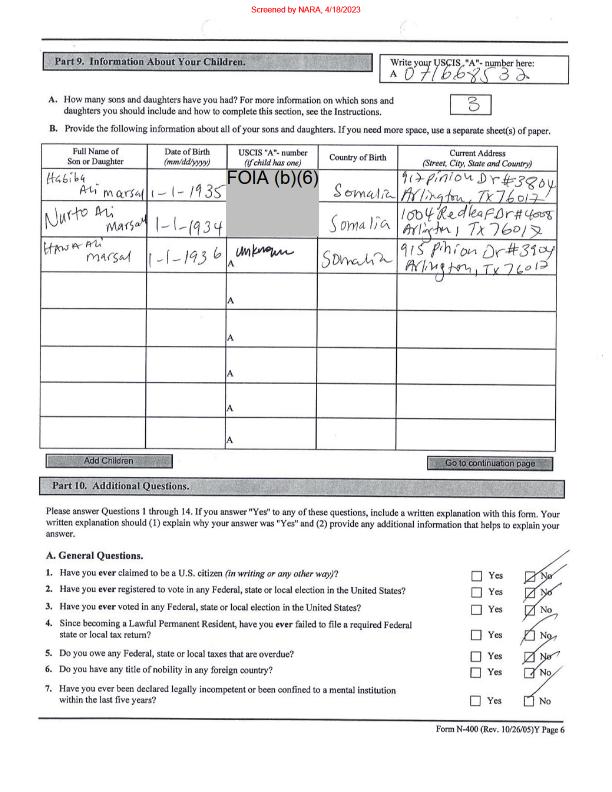 Screened by NARA, 4/18/2023
Part 9. Information About Your Children.
Write your USCIS "A"- number here:
A 071668532
A. How many sons and daughters have you had? For more information on which sons and
daughters you should include and how to complete this section, see the Instructions.
3
B. Provide the following information about all of your sons and daughters. If you need more space, use a separate sheet(s) of paper.
Full Name of
Son or Daughter
Date of Birth
(mm/dd/yyyy)
USCIS "A"- number
(if child has one)
Country of Birth
Current Address
(Street, City, State and Country)
Habiba
Ali marsal
1-1-1935
FOIA (b)(6)
Somalia
912 pinion Dr #3804
Arlington, TX 76017
Nurto Ali
Marsal
1-1-1934
Somalia
1004 Redleaf Dr #4008
Arlington, TX 76017
HAWA Ali
marsal
1-1-1936
unknown
A
Somalia
915 pinion Dr #3904
Arlington, TX 76017
A
A
A
A
A
Add Children
Go to continuation page
Part 10. Additional Questions.
Please answer Questions 1 through 14. If you answer "Yes" to any of these questions, include a written explanation with this form. Your
written explanation should (1) explain why your answer was "Yes" and (2) provide any additional information that helps to explain your
answer.
A. General Questions.
1. Have you ever claimed to be a U.S. citizen (in writing or any other way)?
Yes No
2. Have you ever registered to vote in any Federal, state or local election in the United States?
Yes No
3. Have you ever voted in any Federal, state or local election in the United States?
Yes No
4. Since becoming a Lawful Permanent Resident, have you ever failed to file a required Federal
state or local tax return?
Yes No
5. Do you owe any Federal, state or local taxes that are overdue?
Yes No
6. Do you have any title of nobility in any foreign country?
Yes No
7. Have you ever been declared legally incompetent or been confined to a mental institution
within the last five years?
Yes No
Form N-400 (Rev. 10/26/05)Y Page 6